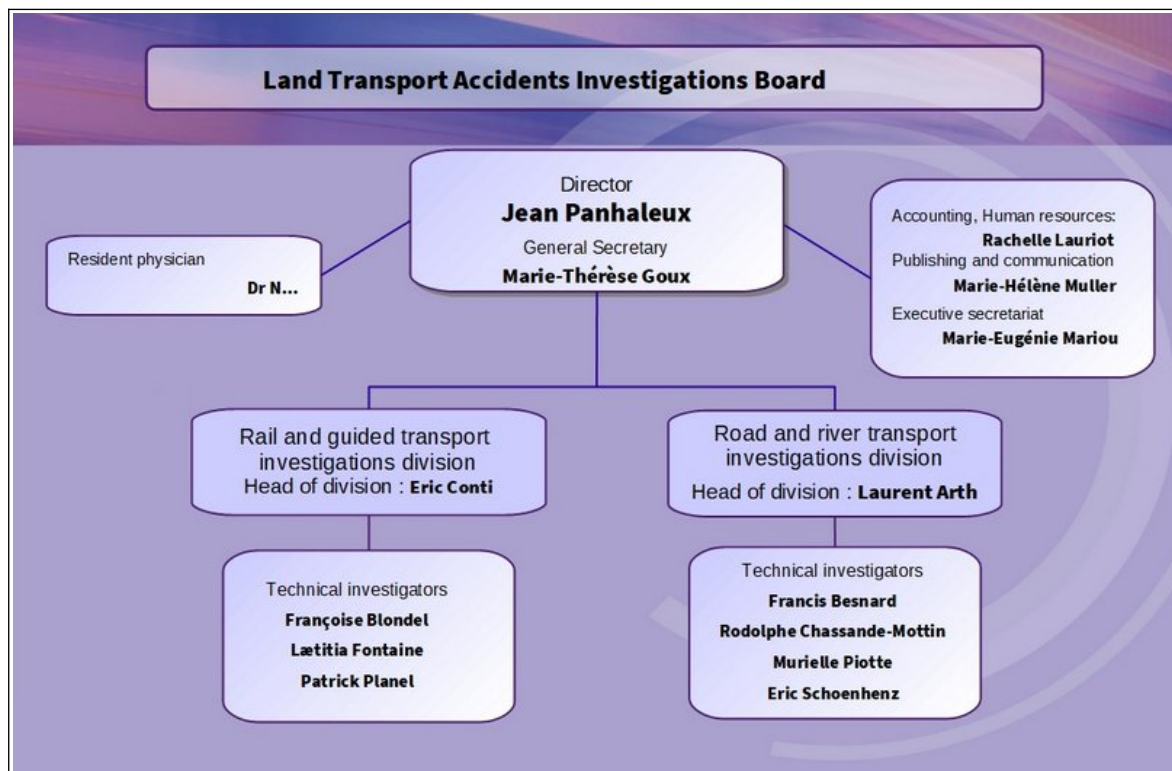 Land Transport Accidents Investigations Board
Director
Jean Panhaleux
General Secretary
Marie-Thérèse Goux
Resident physician
Dr N...
Accounting, Human resources:
Rachelle Lauriot
Publishing and communication
Marie-Hélène Muller
Executive secretariat
Marie-Eugénie Mariou
Rail and guided transport
investigations division
Head of division : Eric Conti
Road and river transport
investigations division
Head of division : Laurent Arth
Technical investigators
Françoise Blondel
Lætitia Fontaine
Patrick Planel
Technical investigators
Francis Besnard
Rodolphe Chassande-Mottin
Murielle Piotte
Eric Schoenhenz